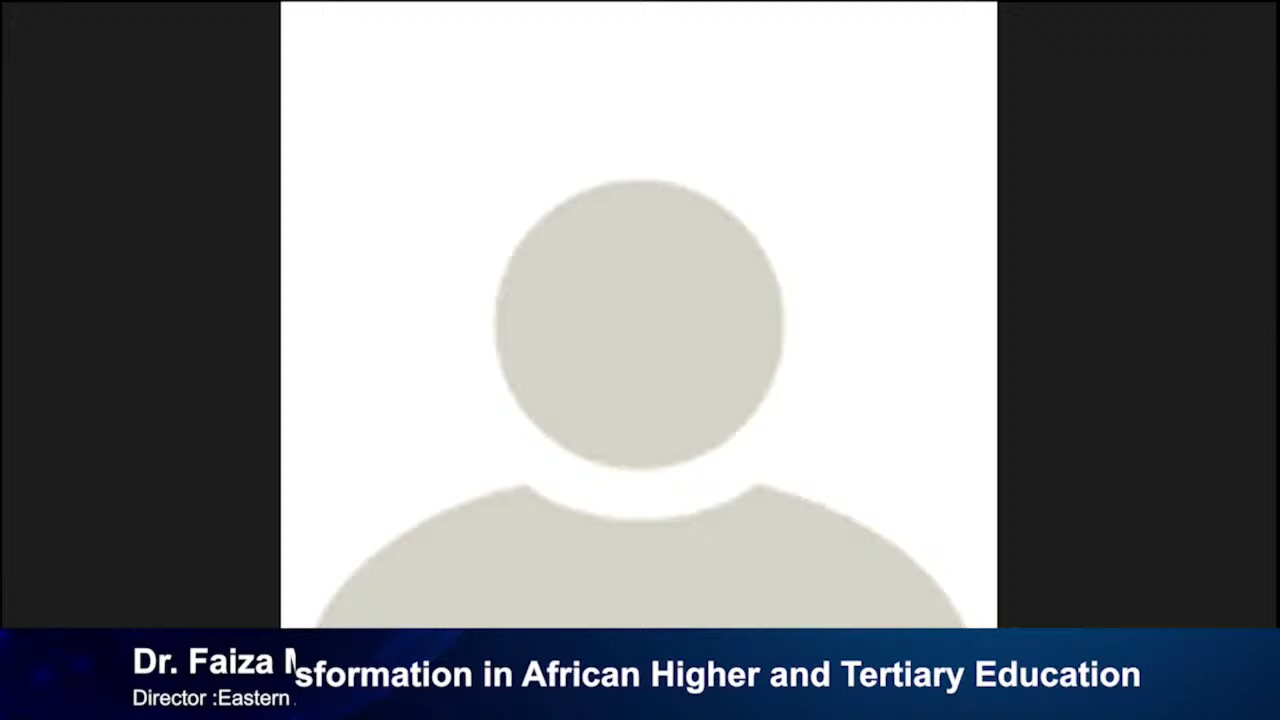 Dr. Faiza
sformation in African Higher and Tertiary Education
Director :Eastern